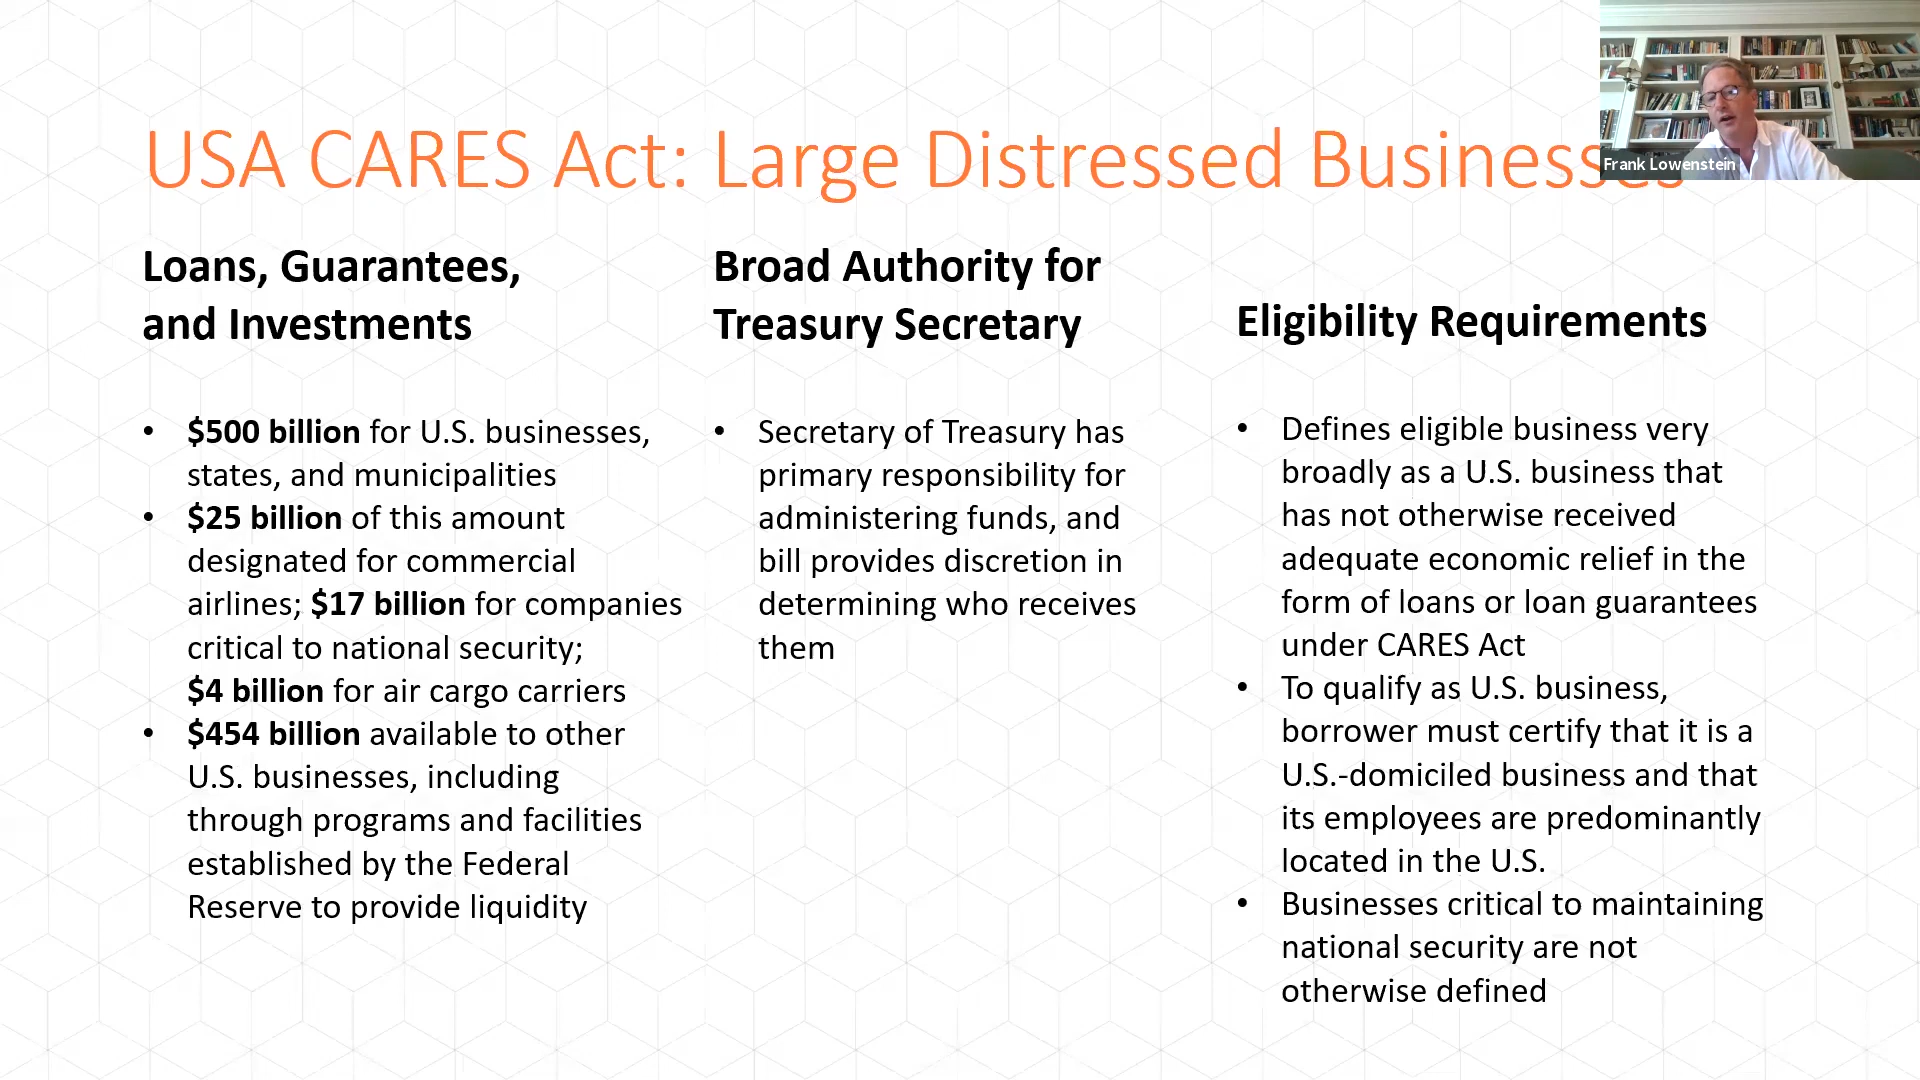 USA CARES Act: Large Distressed Businesses
Frank Lowenstein
Loans, Guarantees,
and Investments
• $500 billion for U.S. businesses,
states, and municipalities
• $25 billion of this amount
designated for commercial
airlines; $17 billion for companies
critical to national security;
$4 billion for air cargo carriers
• $454 billion available to other
U.S. businesses, including
through programs and facilities
established by the Federal
Reserve to provide liquidity
Broad Authority for
Treasury Secretary
• Secretary of Treasury has
primary responsibility for
administering funds, and
bill provides discretion in
determining who receives
them
Eligibility Requirements
• Defines eligible business very
broadly as a U.S. business that
has not otherwise received
adequate economic relief in the
form of loans or loan guarantees
under CARES Act
• To qualify as U.S. business,
borrower must certify that it is a
U.S.-domiciled business and that
its employees are predominantly
located in the U.S.
• Businesses critical to maintaining
national security are not
otherwise defined